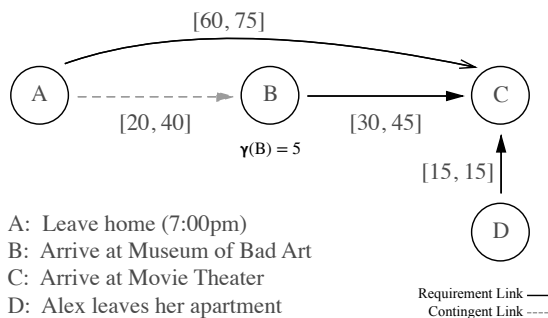 [60, 75]
A
B
C
[20, 40]
[30, 45]
γ(B) = 5
[15, 15]
D
A: Leave home (7:00pm)
B: Arrive at Museum of Bad Art
C: Arrive at Movie Theater
D: Alex leaves her apartment
Requirement Link
Contingent Link